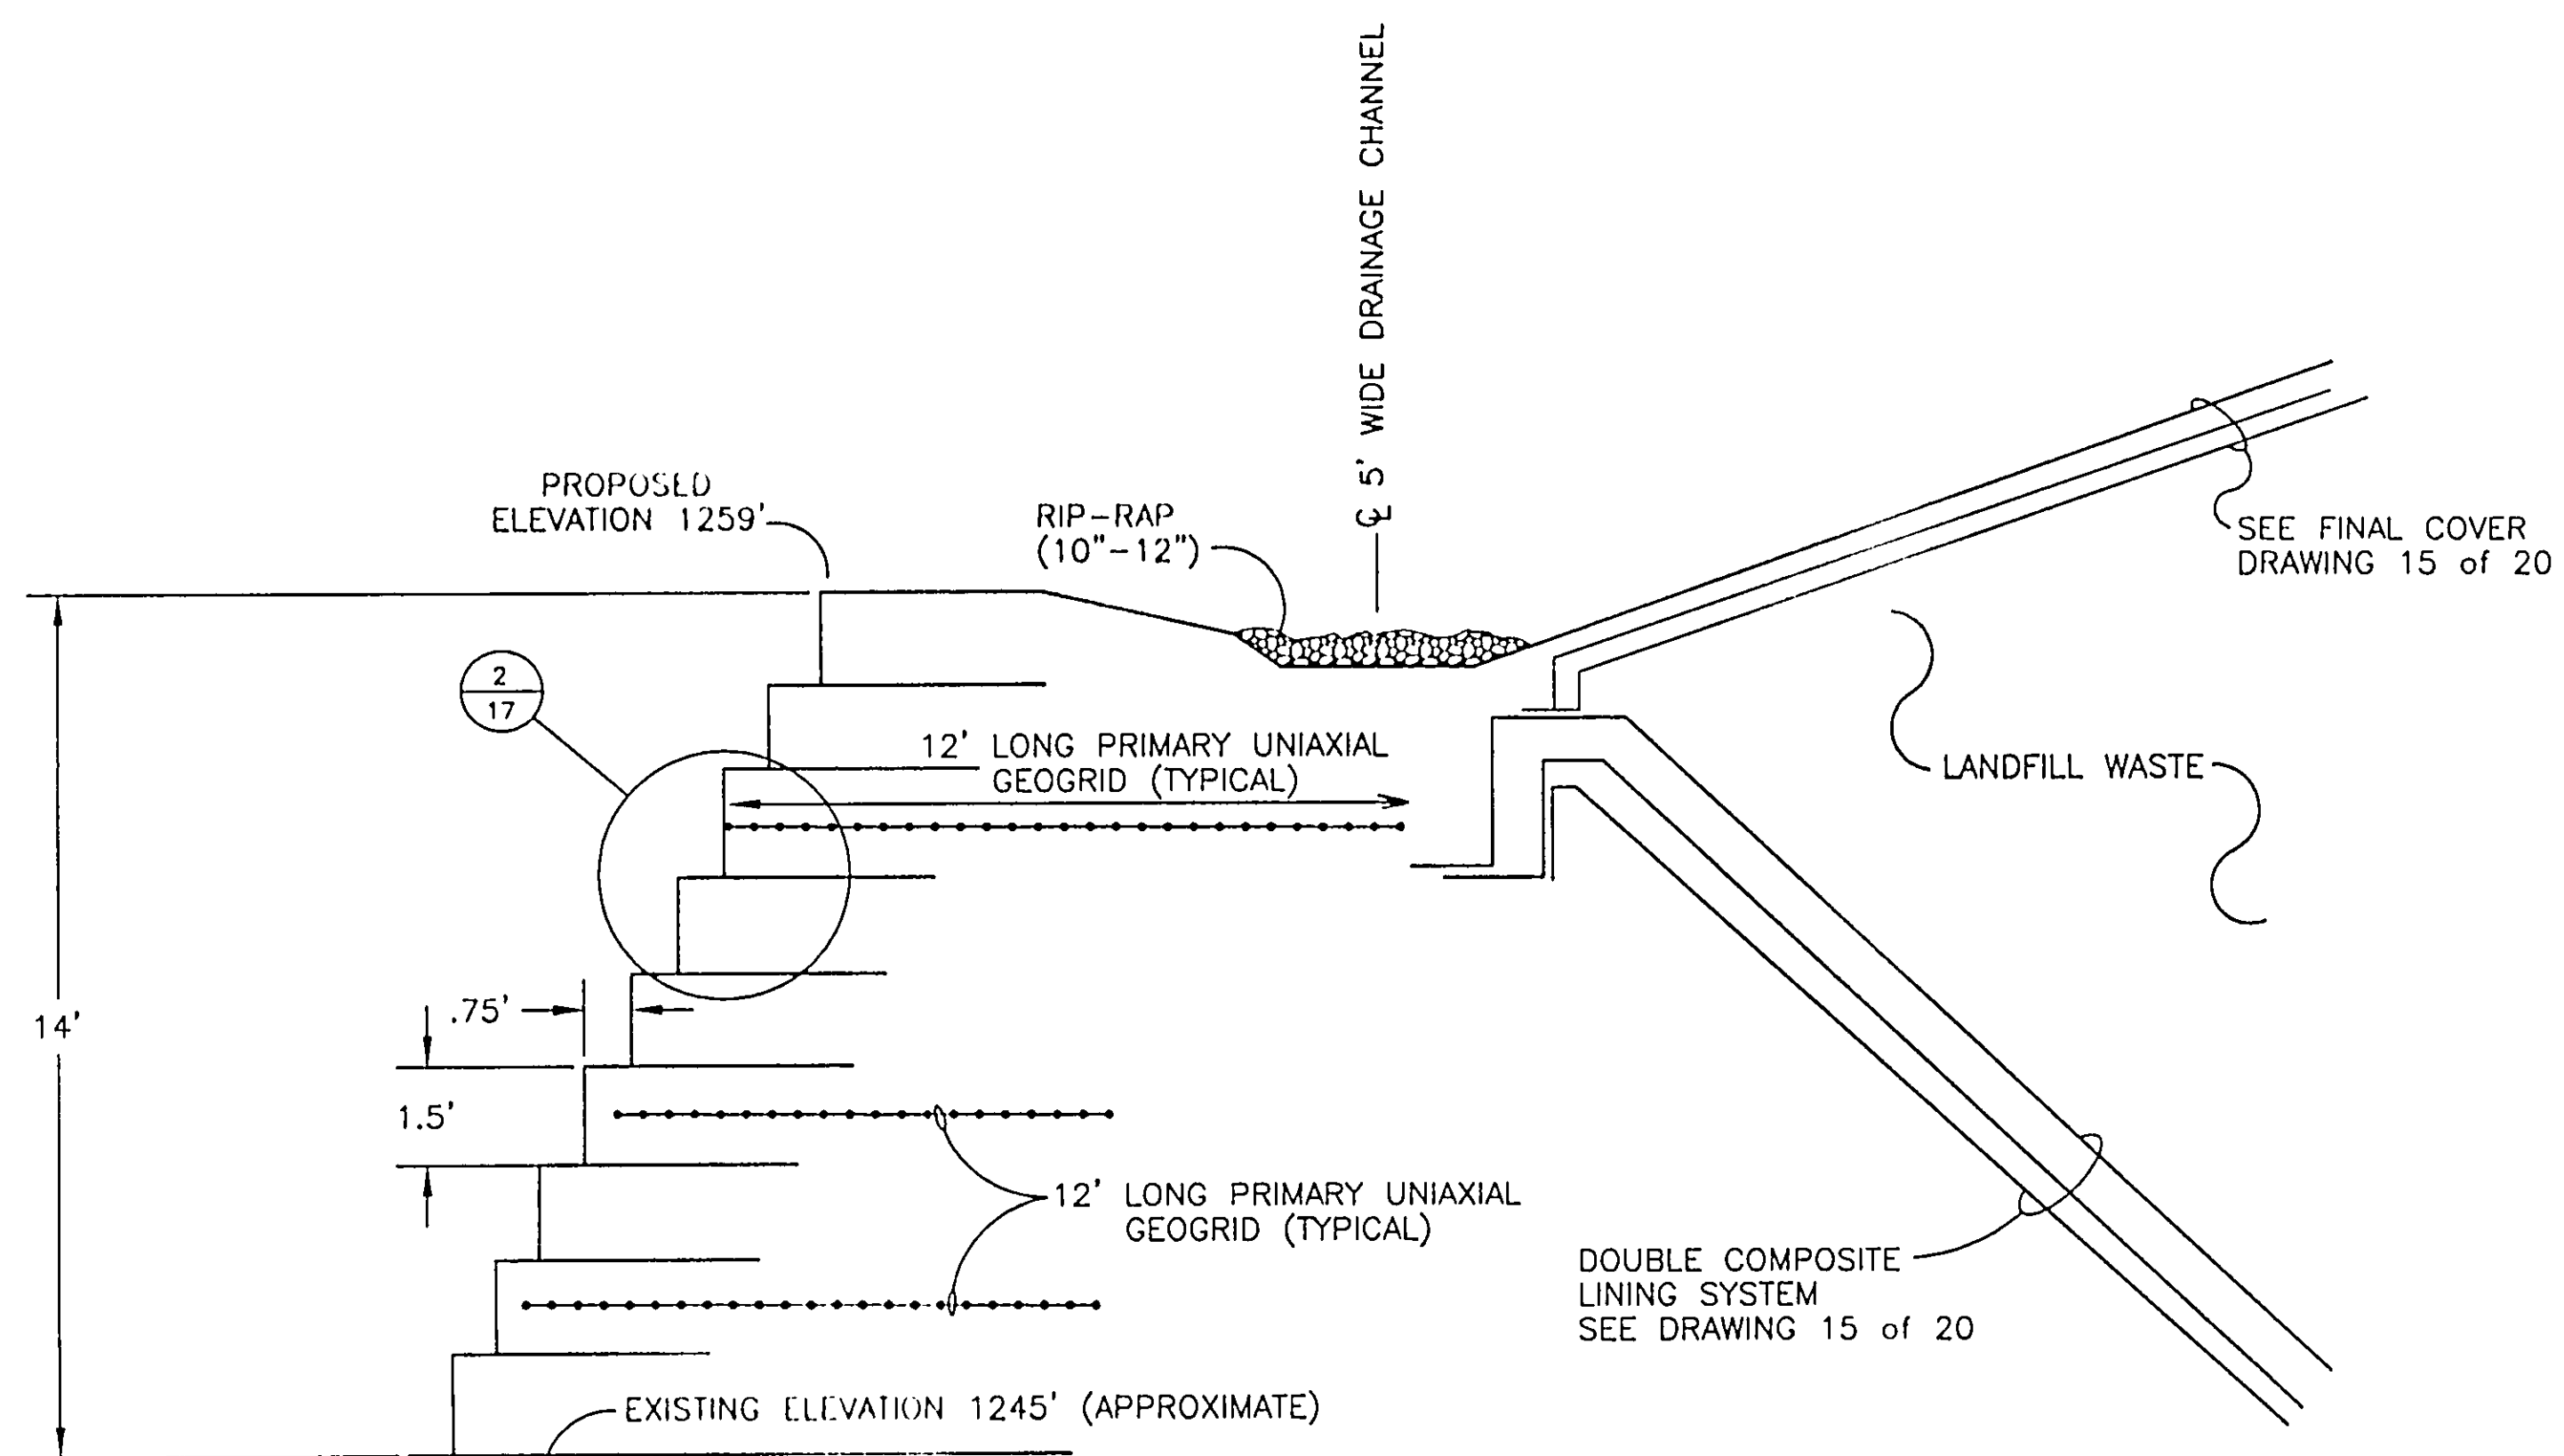 ℄ 5' WIDE DRAINAGE CHANNEL
PROPOSED
ELEVATION 1259'
RIP-RAP
(10"-12")
SEE FINAL COVER
DRAWING 15 of 20
2
17
12' LONG PRIMARY UNIAXIAL
GEOGRID (TYPICAL)
LANDFILL WASTE
.75'
14'
1.5'
12' LONG PRIMARY UNIAXIAL
GEOGRID (TYPICAL)
DOUBLE COMPOSITE
LINING SYSTEM
SEE DRAWING 15 of 20
EXISTING ELEVATION 1245' (APPROXIMATE)